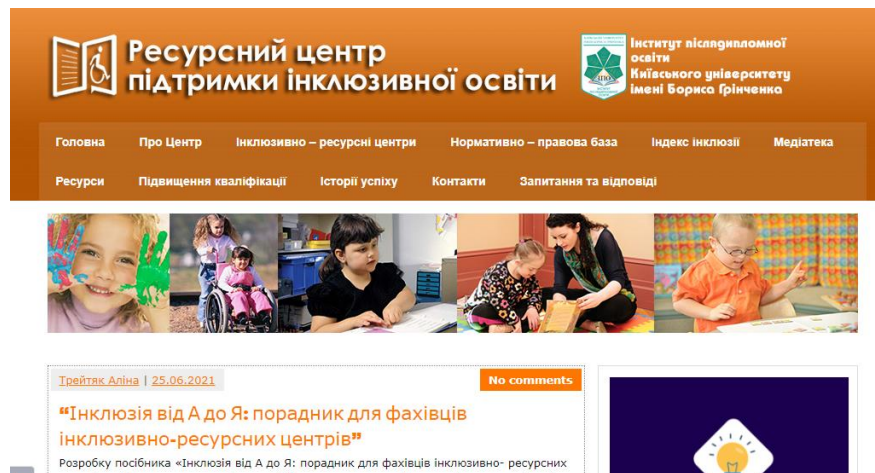 Ресурсний центр
підтримки інклюзивної освіти
Інститут післядипломної
освіти
Київського університету
імені Бориса Грінченка
Головна Про Центр Інклюзивно – ресурсні центри Нормативно – правова база Індекс інклюзії Медіатека
Ресурси Підвищення кваліфікації Історії успіху Контакти Запитання та відповіді
Трейтяк Аліна | 25.06.2021 No comments
“Інклюзія від А до Я: порадник для фахівців
інклюзивно-ресурсних центрів”
Розробку посібника «Інклюзія від А до Я: порадник для фахівців інклюзивно- ресурсних